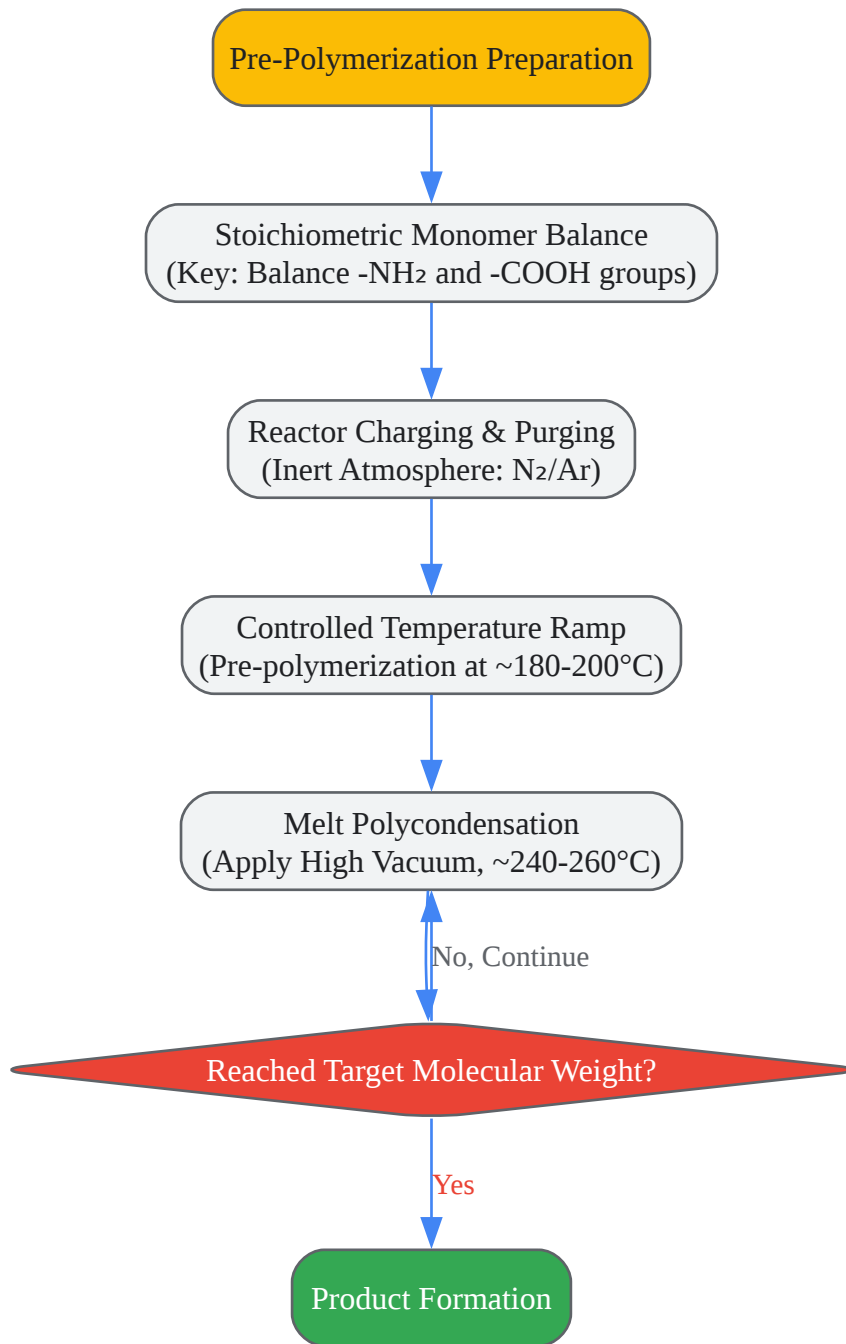 Pre-Polymerization Preparation
Stoichiometric Monomer Balance
(Key: Balance -NH₂ and -COOH groups)
Reactor Charging & Purging
(Inert Atmosphere: N₂/Ar)
Controlled Temperature Ramp
(Pre-polymerization at ~180-200°C)
Melt Polycondensation
(Apply High Vacuum, ~240-260°C)
No, Continue
Reached Target Molecular Weight?
Yes
Product Formation